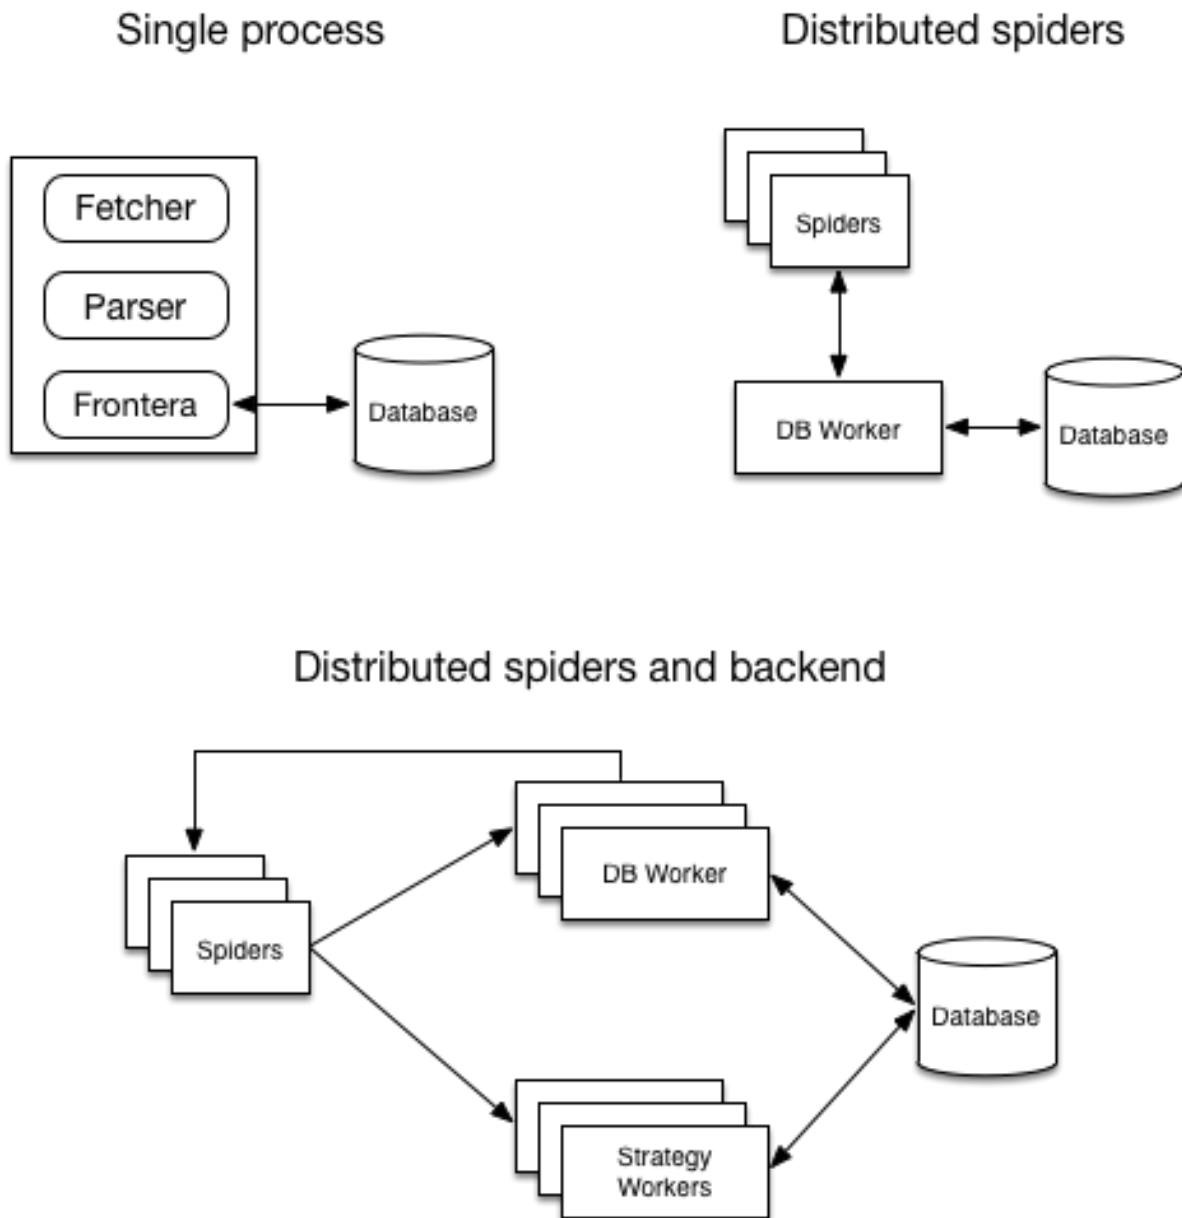 Single process
Distributed spiders
Fetcher
Parser
Frontera
Database
Spiders
DB Worker
Database
Distributed spiders and backend
DB Worker
Spiders
Database
Strategy
Workers